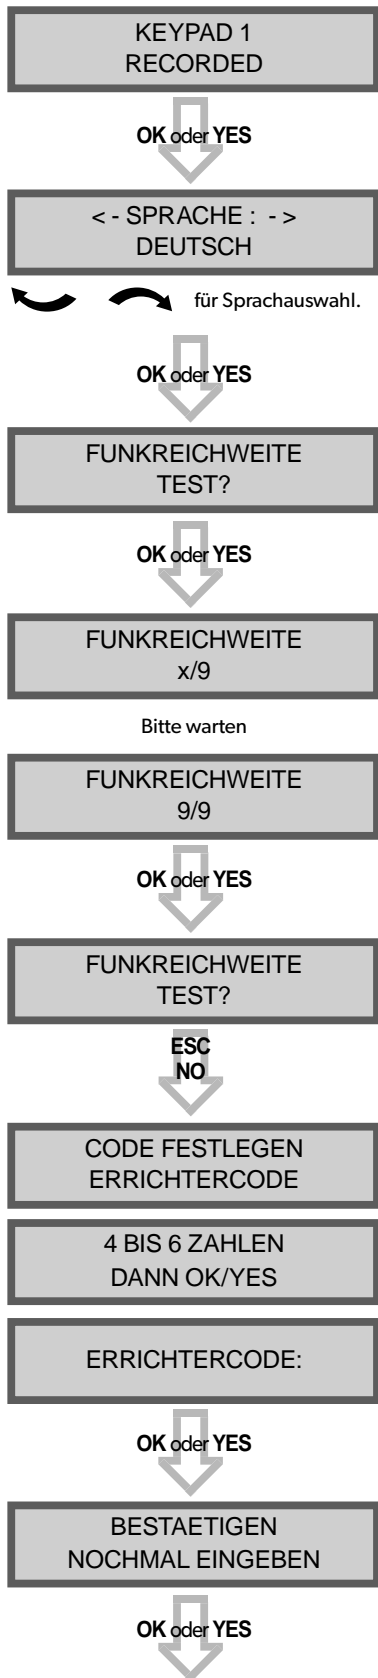 KEYPAD 1
RECORDED
OK oder YES
< - SPRACHE :  - >
DEUTSCH
für Sprachauswahl.
OK oder YES
FUNKREICHWEITE
TEST?
OK oder YES
FUNKREICHWEITE
x/9
Bitte warten
FUNKREICHWEITE
9/9
OK oder YES
FUNKREICHWEITE
TEST?
ESC
NO
CODE FESTLEGEN
ERRICHTERCODE
4 BIS 6 ZAHLEN
DANN OK/YES
ERRICHTERCODE:
OK oder YES
BESTAETIGEN
NOCHMAL EINGEBEN
OK oder YES